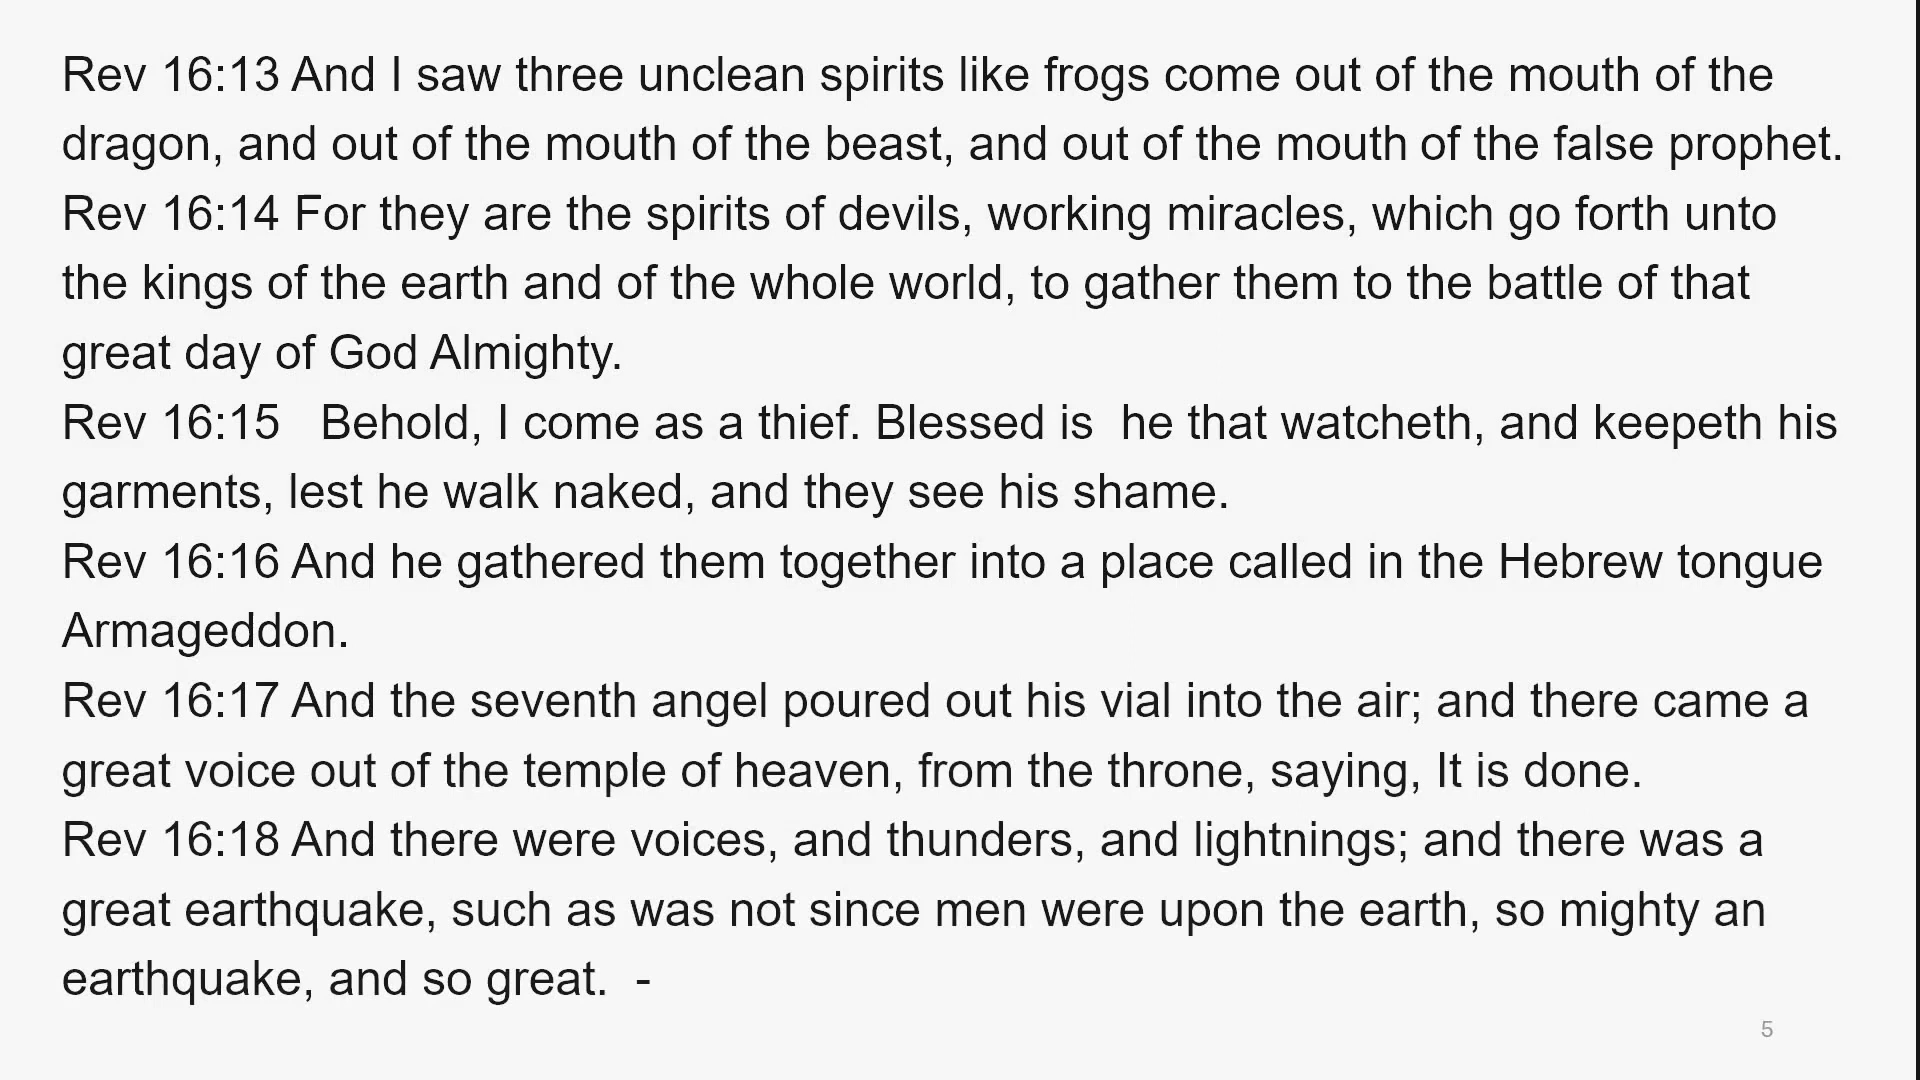 Rev 16:13 And I saw three unclean spirits like frogs come out of the mouth of the
dragon, and out of the mouth of the beast, and out of the mouth of the false prophet.
Rev 16:14 For they are the spirits of devils, working miracles, which go forth unto
the kings of the earth and of the whole world, to gather them to the battle of that
great day of God Almighty.
Rev 16:15   Behold, I come as a thief. Blessed is  he that watcheth, and keepeth his
garments, lest he walk naked, and they see his shame.
Rev 16:16 And he gathered them together into a place called in the Hebrew tongue
Armageddon.
Rev 16:17 And the seventh angel poured out his vial into the air; and there came a
great voice out of the temple of heaven, from the throne, saying, It is done.
Rev 16:18 And there were voices, and thunders, and lightnings; and there was a
great earthquake, such as was not since men were upon the earth, so mighty an
earthquake, and so great.  -
5